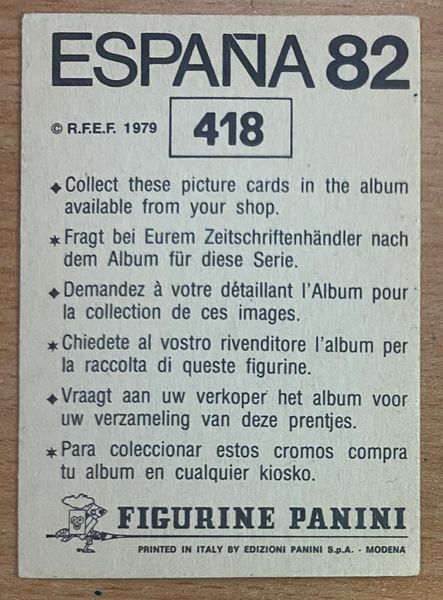 ESPAÑA 82
© R.F.E.F. 1979 418
◆Collect these picture cards in the album
available from your shop.
✶Fragt bei Eurem Zeitschriftenhändler nach
dem Album für diese Serie.
◆Demandez à votre détaillant l'Album pour
la collection de ces images.
✶Chiedete al vostro rivenditore l'album per
la raccolta di queste figurine.
◆Vraagt aan uw verkoper het album voor
uw verzameling van deze prentjes.
✶Para coleccionar estos cromos compra
tu album en cualquier kiosko.
FIGURINE PANINI
PRINTED IN ITALY BY EDIZIONI PANINI S.p.A. - MODENA